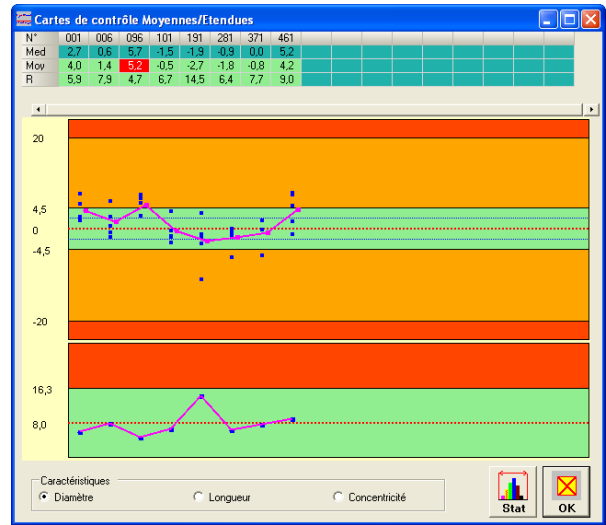 Cartes de contrôle Moyennes/Etendues
N° 001 006 096 101 191 281 371 461
Med 2,7 0,6 5,7 -1,5 -1,9 -0,9 0,0 5,2
Moy 4,0 1,4 5,2 -0,5 -2,7 -1,8 -0,8 4,2
R 5,9 7,9 4,7 6,7 14,5 6,4 7,7 9,0
20
4,5
0
-4,5
-20
16,3
8,0
Caractéristiques
Diamètre Longueur Concentricité
Stat OK